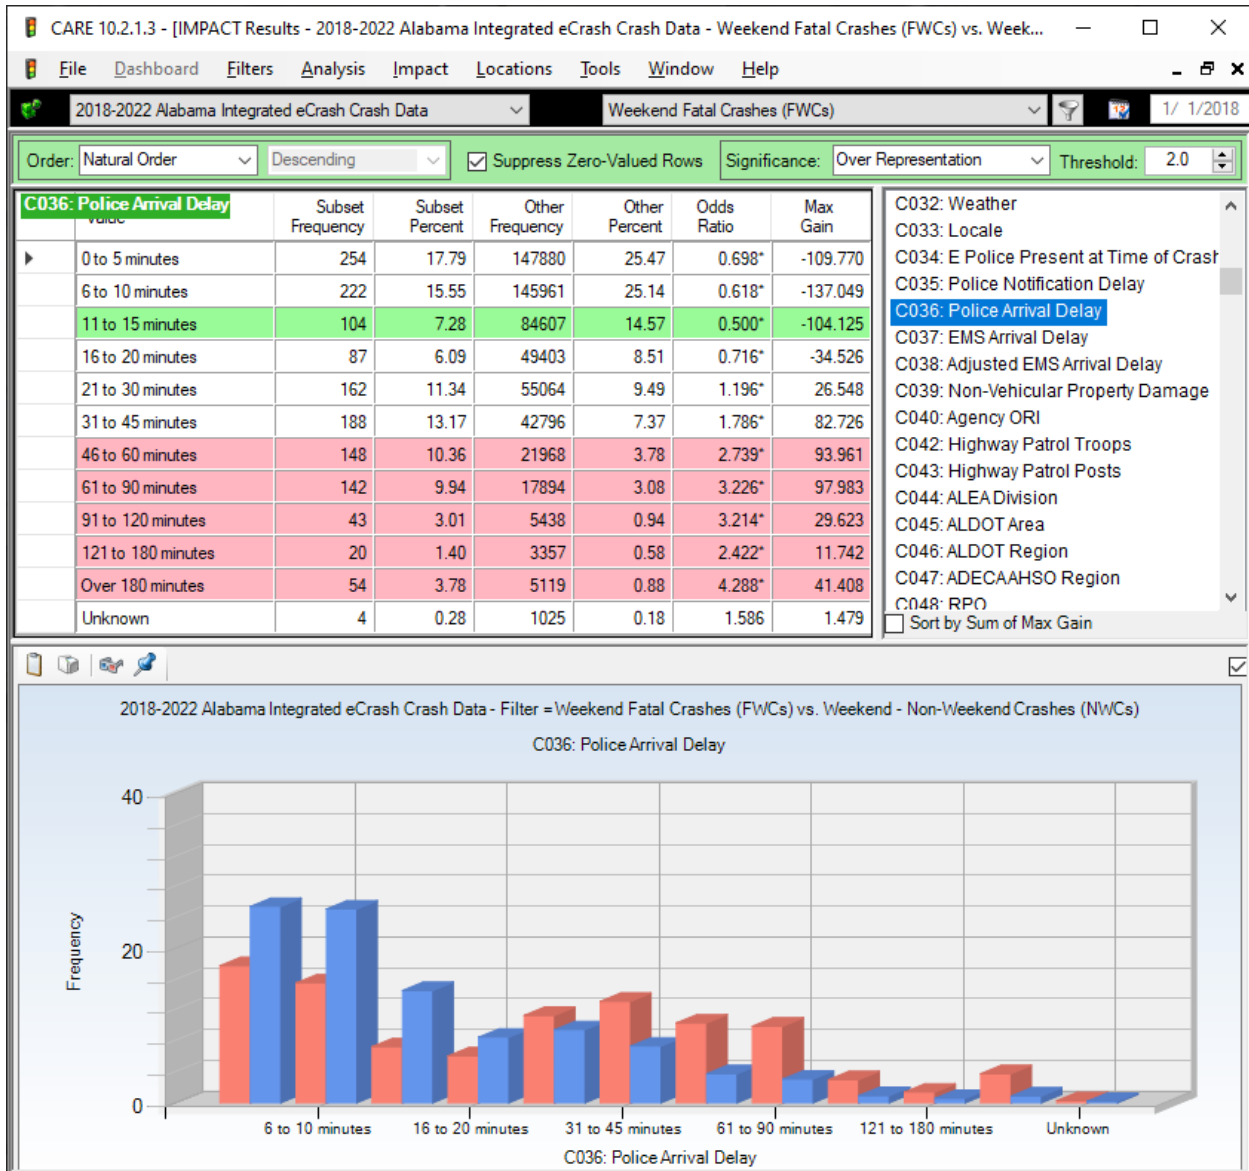 CARE 10.2.1.3 - [IMPACT Results - 2018-2022 Alabama Integrated eCrash Crash Data - Weekend Fatal Crashes (FWCs) vs. Week...
File Dashboard Filters Analysis Impact Locations Tools Window Help
2018-2022 Alabama Integrated eCrash Crash Data Weekend Fatal Crashes (FWCs) 1/ 1/2018
Order: Natural Order Descending Suppress Zero-Valued Rows Significance: Over Representation Threshold: 2.0
C036: Police Arrival Delay Subset Frequency Subset Percent Other Frequency Other Percent Odds Ratio Max Gain
0 to 5 minutes 254 17.79 147880 25.47 0.698* -109.770
6 to 10 minutes 222 15.55 145961 25.14 0.618* -137.049
11 to 15 minutes 104 7.28 84607 14.57 0.500* -104.125
16 to 20 minutes 87 6.09 49403 8.51 0.716* -34.526
21 to 30 minutes 162 11.34 55064 9.49 1.196* 26.548
31 to 45 minutes 188 13.17 42796 7.37 1.786* 82.726
46 to 60 minutes 148 10.36 21968 3.78 2.739* 93.961
61 to 90 minutes 142 9.94 17894 3.08 3.226* 97.983
91 to 120 minutes 43 3.01 5438 0.94 3.214* 29.623
121 to 180 minutes 20 1.40 3357 0.58 2.422* 11.742
Over 180 minutes 54 3.78 5119 0.88 4.288* 41.408
Unknown 4 0.28 1025 0.18 1.586 1.479
C032: Weather
C033: Locale
C034: E Police Present at Time of Crash
C035: Police Notification Delay
C036: Police Arrival Delay
C037: EMS Arrival Delay
C038: Adjusted EMS Arrival Delay
C039: Non-Vehicular Property Damage
C040: Agency ORI
C042: Highway Patrol Troops
C043: Highway Patrol Posts
C044: ALEA Division
C045: ALDOT Area
C046: ALDOT Region
C047: ADECAAHSO Region
C048: RPO
Sort by Sum of Max Gain
2018-2022 Alabama Integrated eCrash Crash Data - Filter = Weekend Fatal Crashes (FWCs) vs. Weekend - Non-Weekend Crashes (NWCs)
C036: Police Arrival Delay
40
20
0
Frequency
6 to 10 minutes 16 to 20 minutes 31 to 45 minutes 61 to 90 minutes 121 to 180 minutes Unknown
C036: Police Arrival Delay